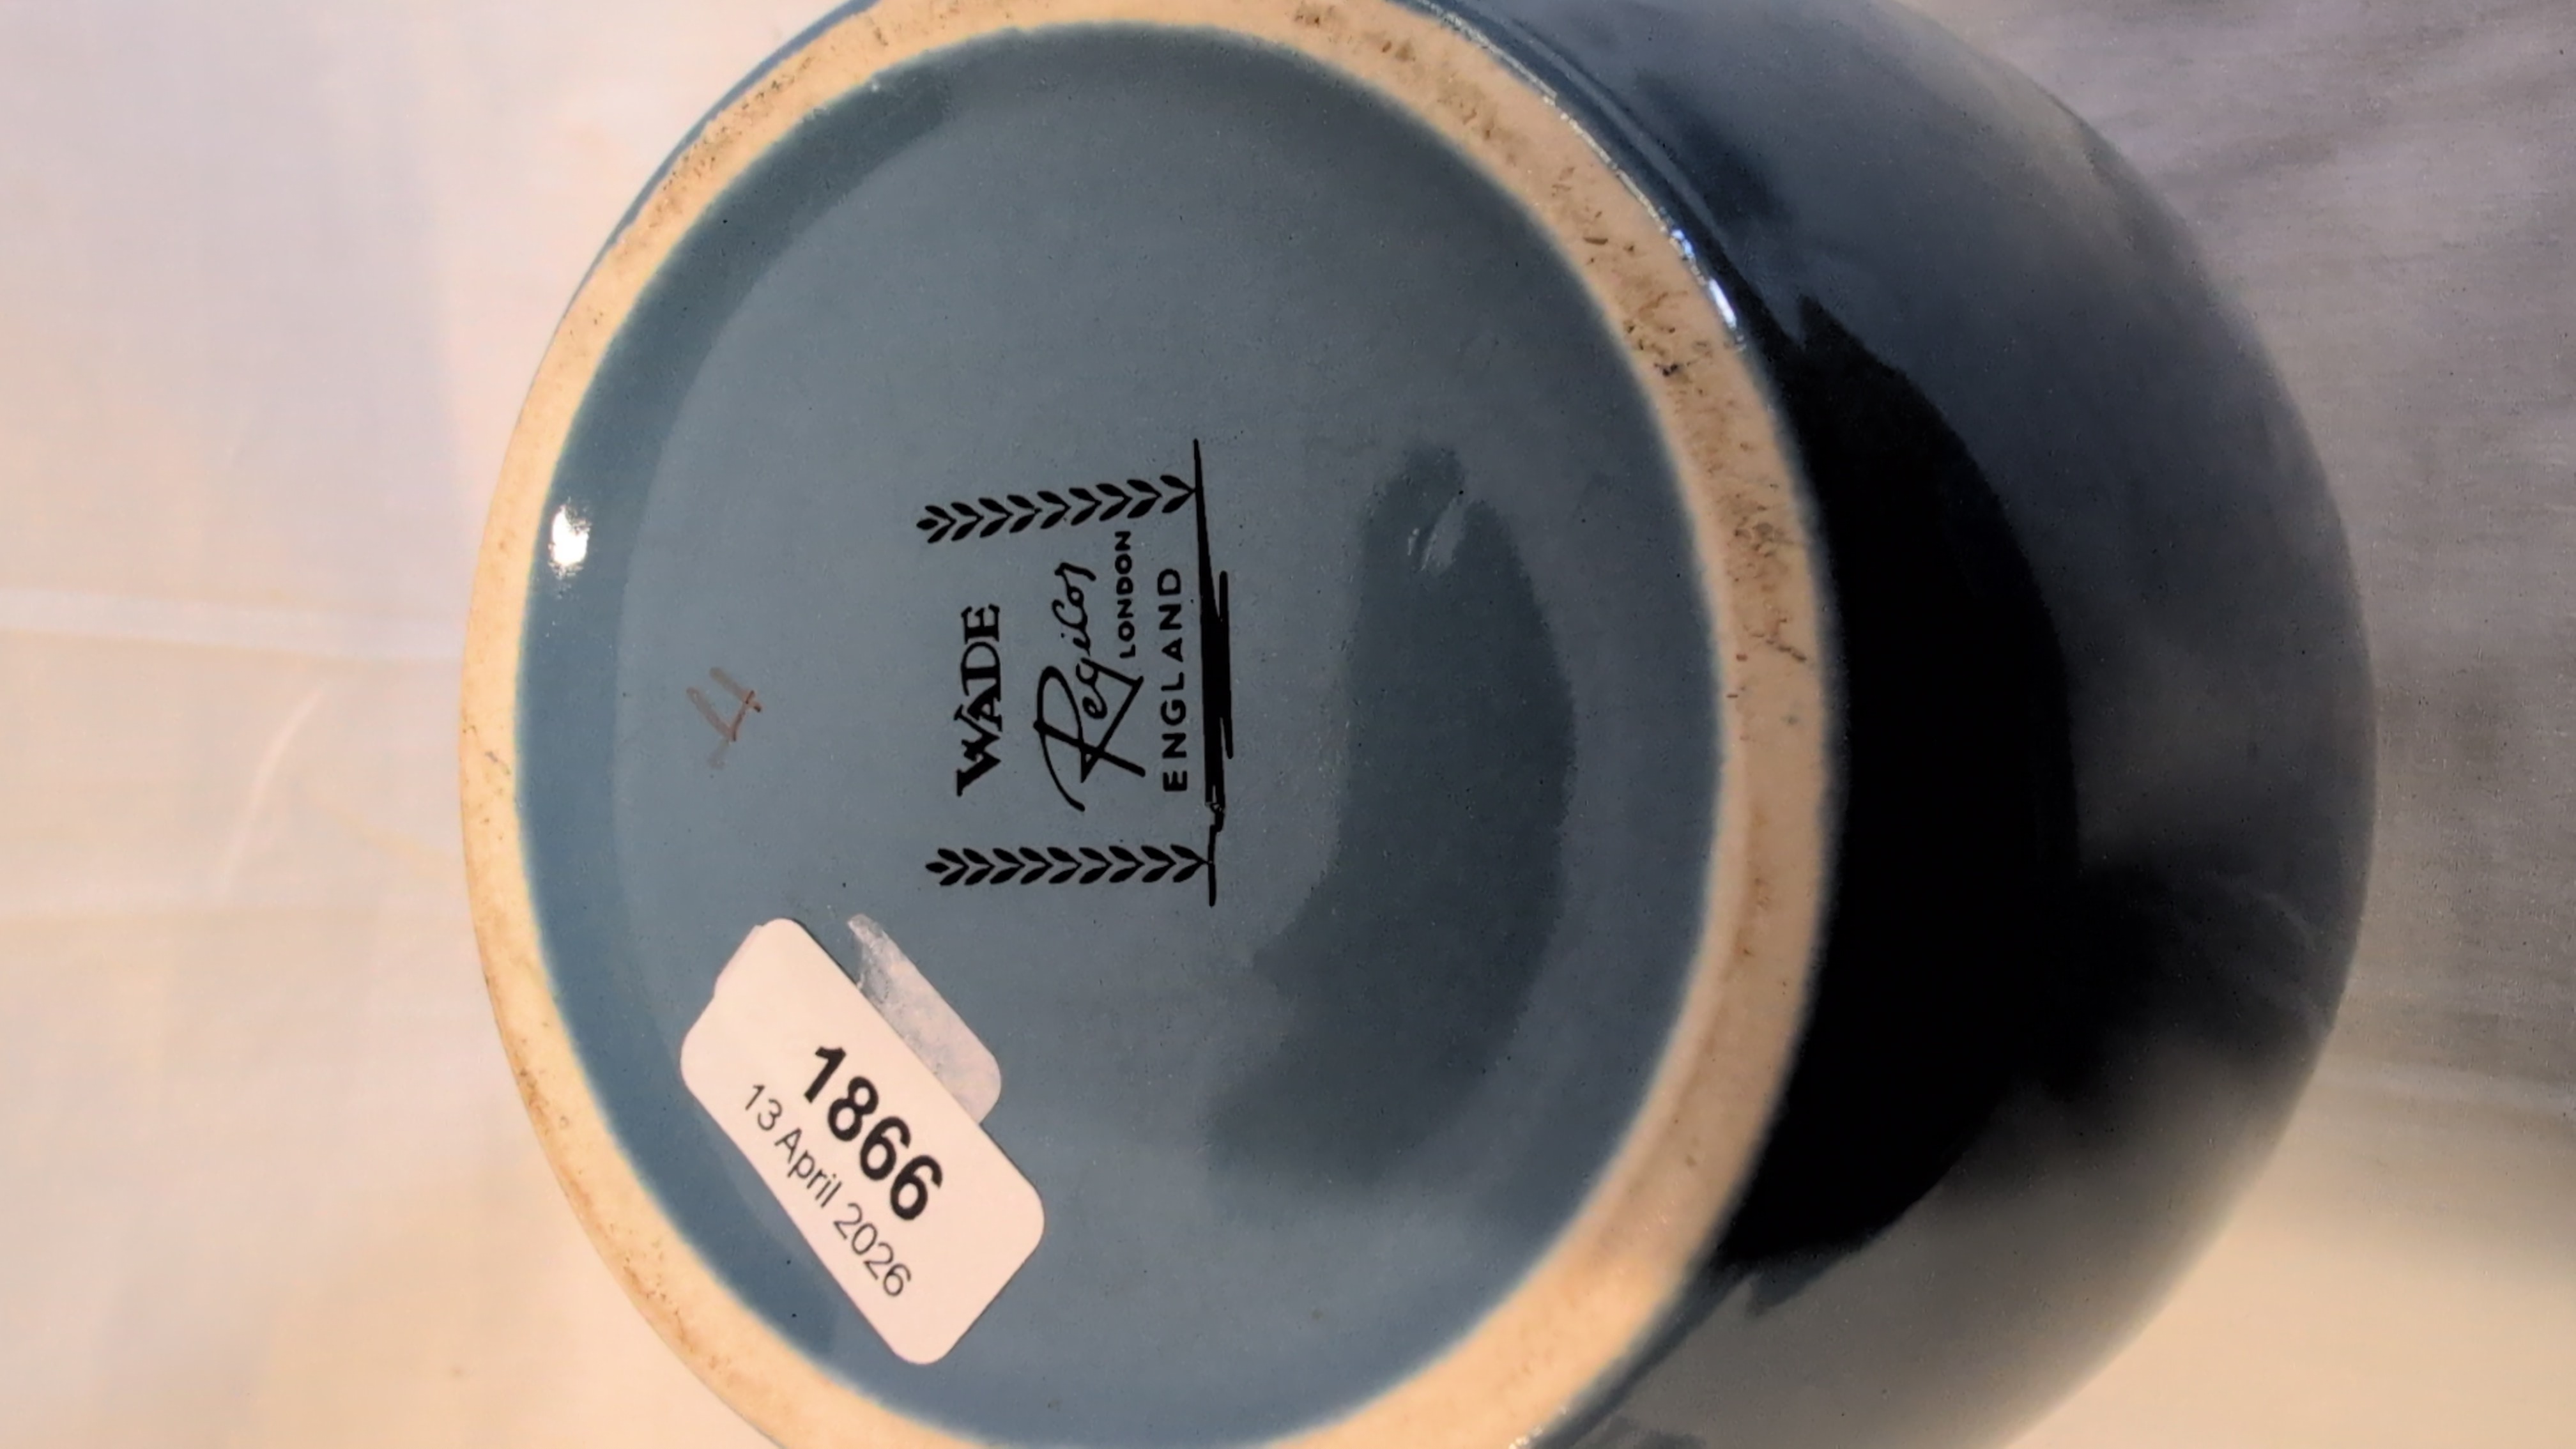 4
WADE
Regicor
LONDON
ENGLAND
1866
13 April 2026